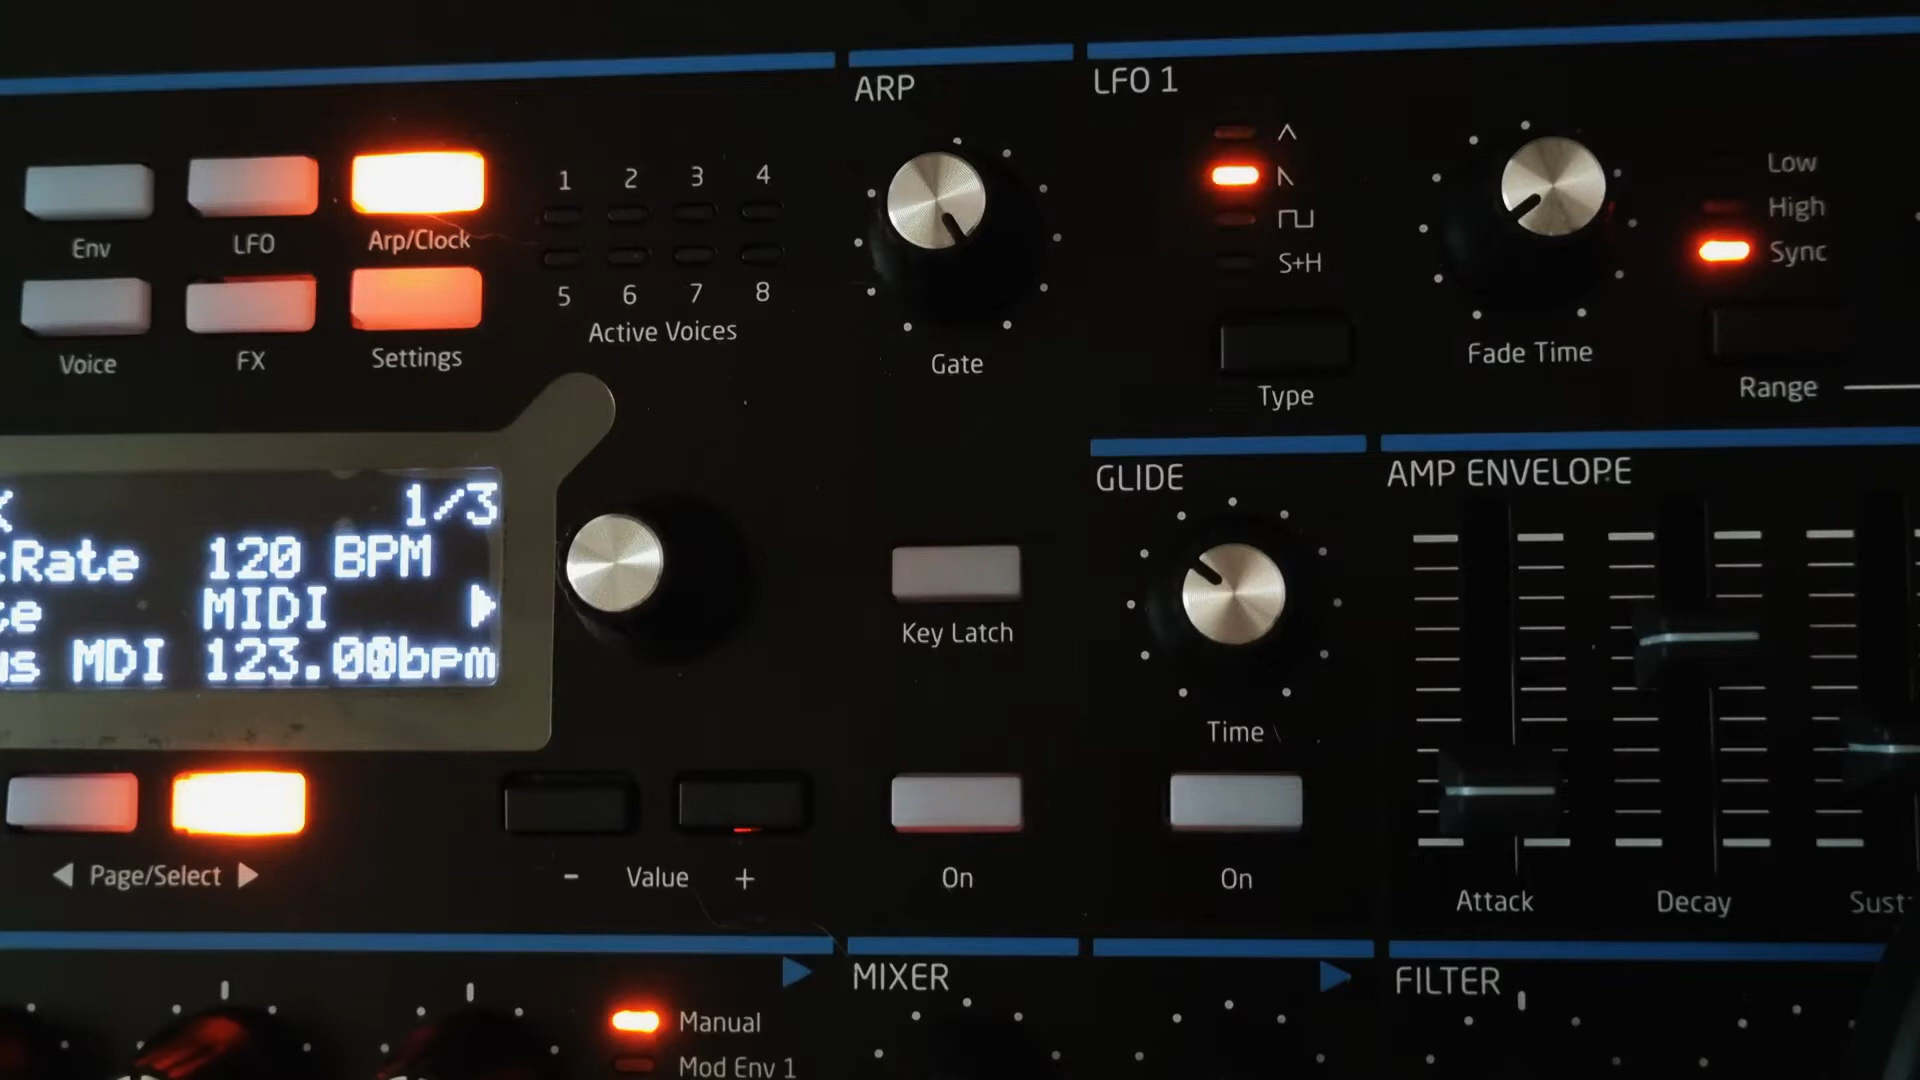 ARP
LFO 1
Env
LFO
Arp/Clock
1 2 3 4
5 6 7 8
Active Voices
Voice
FX
Settings
Gate
S+H
Type
Fade Time
Low
High
Sync
Range
1/3
Rate 120 BPM
MIDI
MDI 123.00bpm
Key Latch
On
GLIDE
Time
On
AMP ENVELOPE
Attack
Decay
Sust
Page/Select
- Value +
MIXER
FILTER
Manual
Mod Env 1